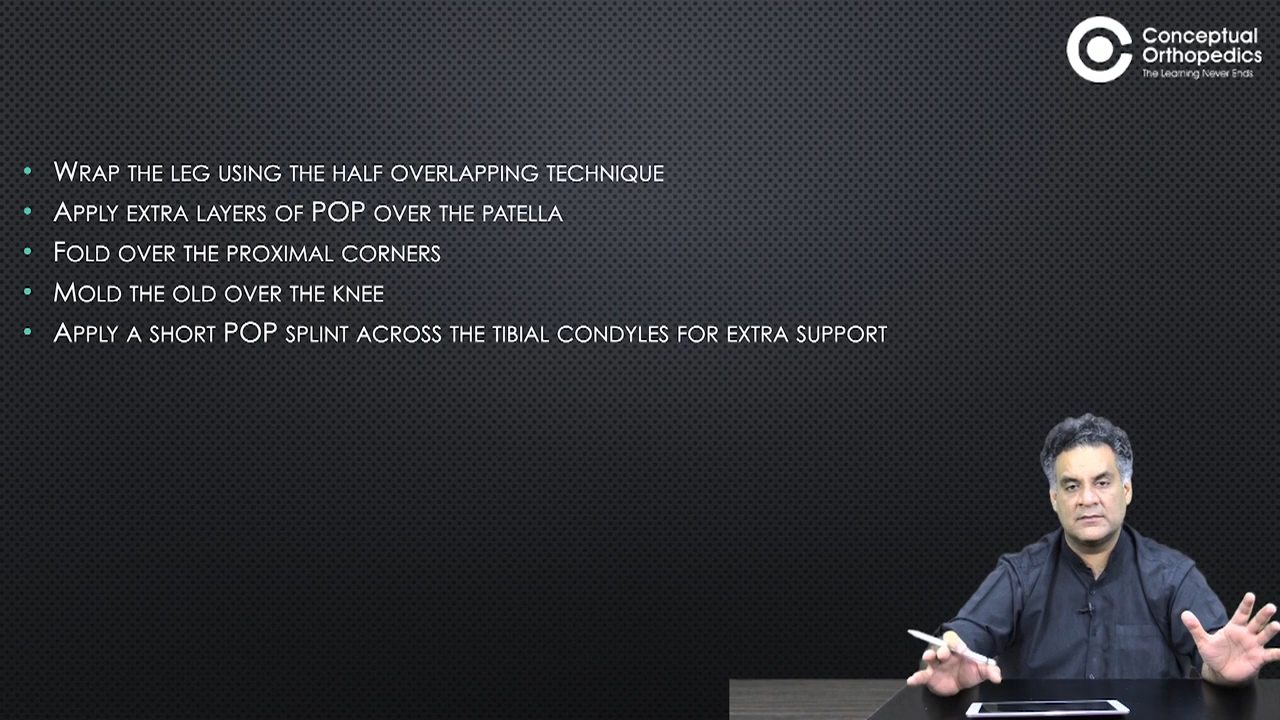 Conceptual
Orthopedics
The Learning Never Ends
• Wrap the leg using the half overlapping technique
• Apply extra layers of POP over the patella
• Fold over the proximal corners
• Mold the old over the knee
• Apply a short POP splint across the tibial condyles for extra support